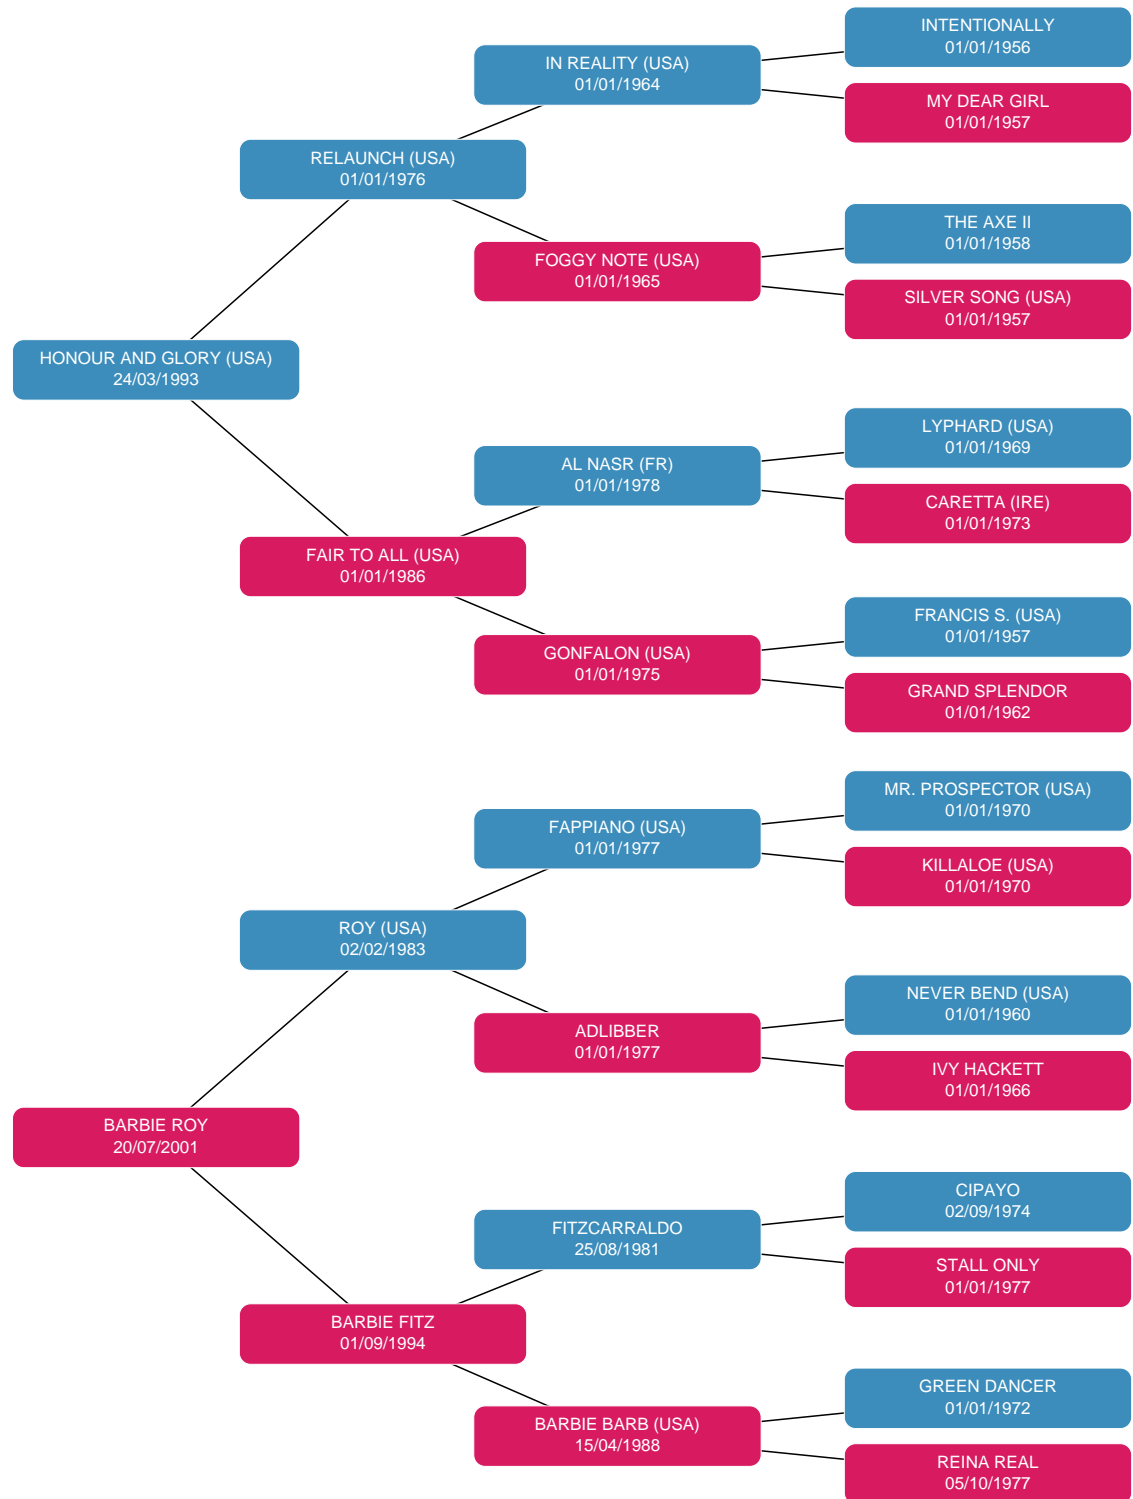 INTENTIONALLY
01/01/1956
IN REALITY (USA)
01/01/1964
MY DEAR GIRL
01/01/1957
RELAUNCH (USA)
01/01/1976
THE AXE II
01/01/1958
FOGGY NOTE (USA)
01/01/1965
SILVER SONG (USA)
01/01/1957
HONOUR AND GLORY (USA)
24/03/1993
LYPHARD (USA)
01/01/1969
AL NASR (FR)
01/01/1978
CARETTA (IRE)
01/01/1973
FAIR TO ALL (USA)
01/01/1986
FRANCIS S. (USA)
01/01/1957
GONFALON (USA)
01/01/1975
GRAND SPLENDOR
01/01/1962
MR. PROSPECTOR (USA)
01/01/1970
FAPPIANO (USA)
01/01/1977
KILLALOE (USA)
01/01/1970
ROY (USA)
02/02/1983
NEVER BEND (USA)
01/01/1960
ADLIBBER
01/01/1977
IVY HACKETT
01/01/1966
BARBIE ROY
20/07/2001
CIPAYO
02/09/1974
FITZCARRALDO
25/08/1981
STALL ONLY
01/01/1977
BARBIE FITZ
01/09/1994
GREEN DANCER
01/01/1972
BARBIE BARB (USA)
15/04/1988
REINA REAL
05/10/1977